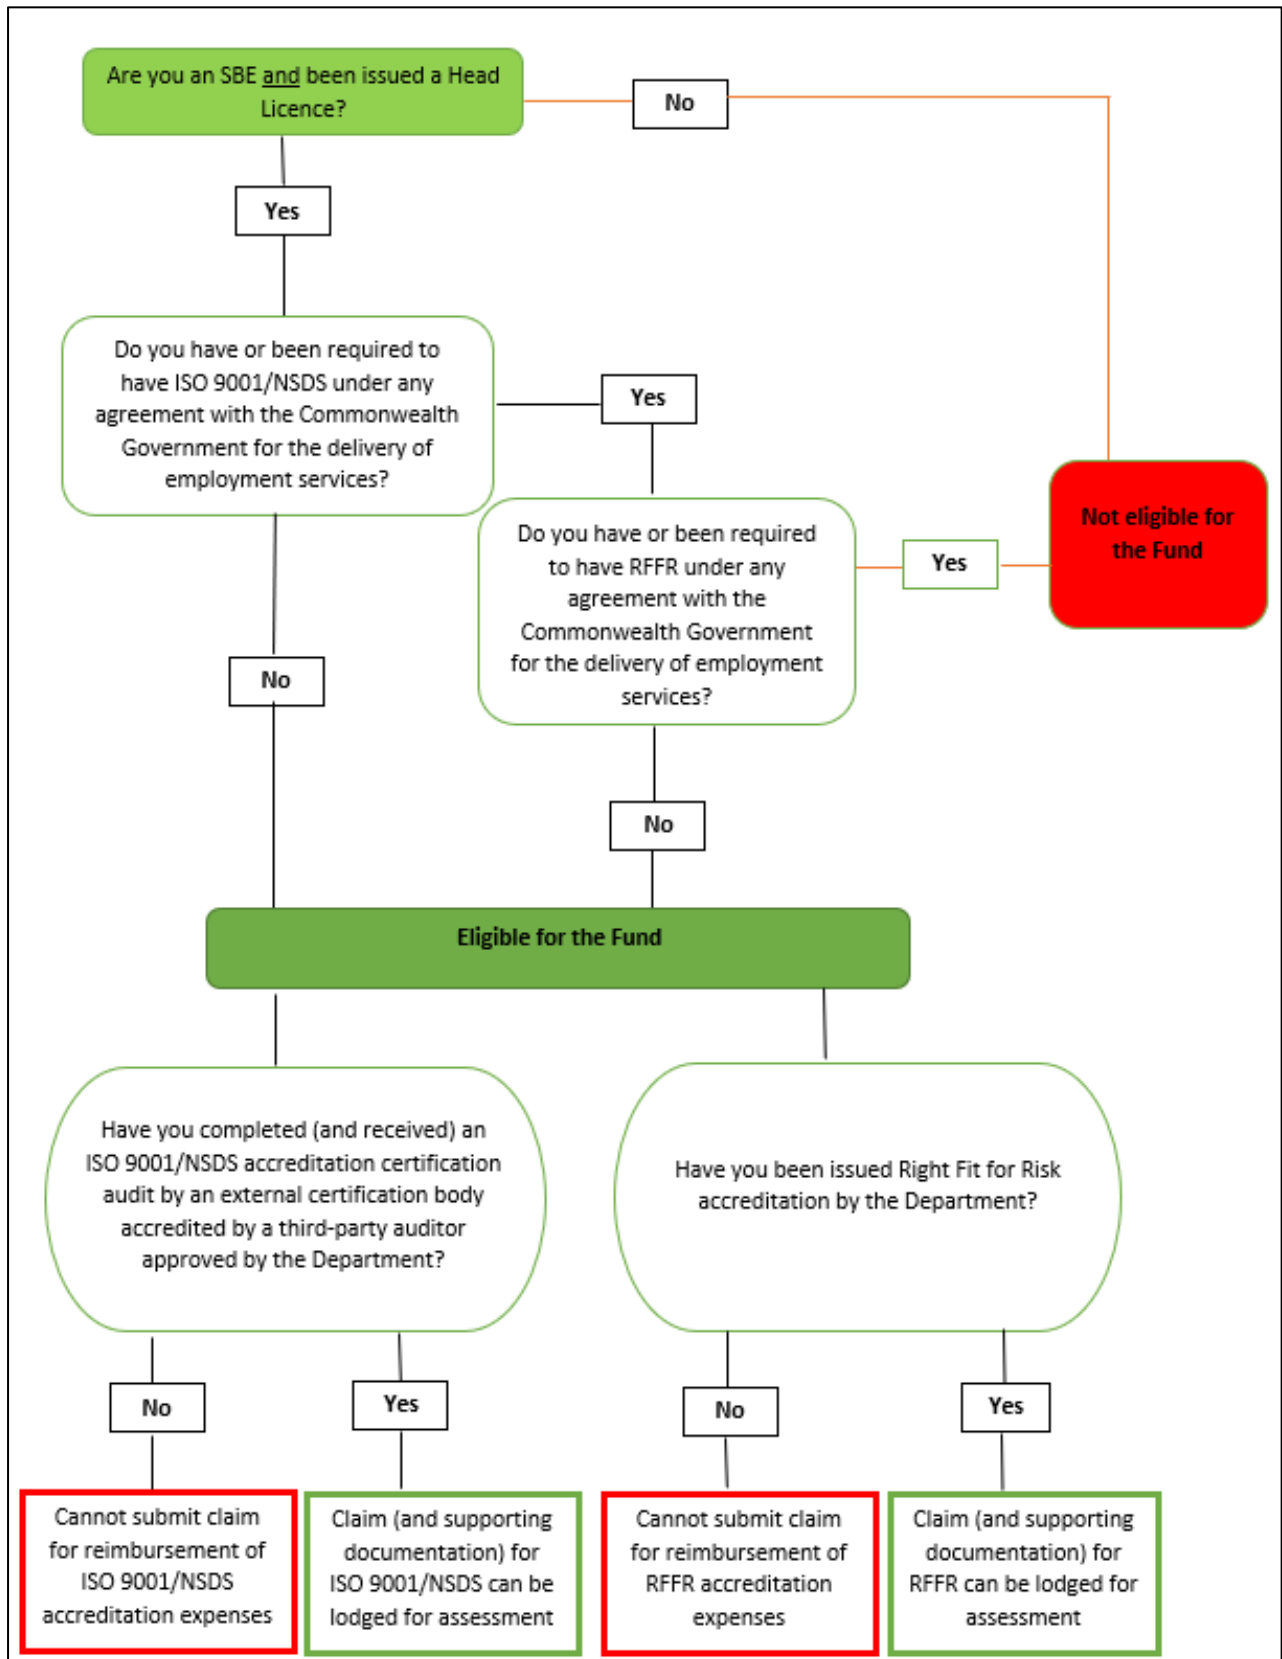 Are you an SBE and been issued a Head
Licence?
No
Yes
Do you have or been required to
have ISO 9001/NSDS under any
agreement with the Commonwealth
Government for the delivery of
employment services?
Yes
Not eligible for
the Fund
Do you have or been required
to have RFFR under any
agreement with the
Commonwealth Government
for the delivery of employment
services?
Yes
No
No
Eligible for the Fund
Have you completed (and received) an
ISO 9001/NSDS accreditation certification
audit by an external certification body
accredited by a third-party auditor
approved by the Department?
Have you been issued Right Fit for Risk
accreditation by the Department?
No
Yes
No
Yes
Cannot submit claim
for reimbursement of
ISO 9001/NSDS
accreditation expenses
Claim (and supporting
documentation) for
ISO 9001/NSDS can be
lodged for assessment
Cannot submit claim
for reimbursement of
RFFR accreditation
expenses
Claim (and supporting
documentation) for
RFFR can be lodged for
assessment